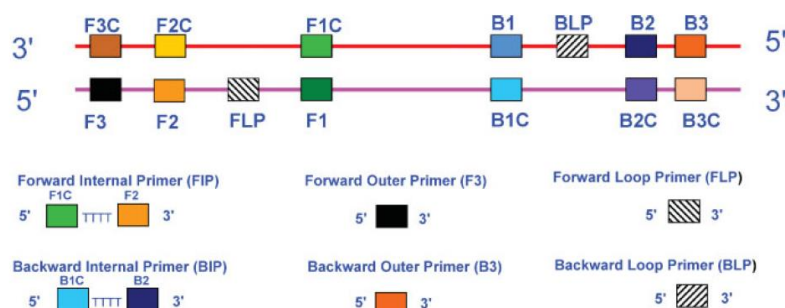 F3C F2C F1C B1 BLP B2 B3
3' 5'
5' 3'
F3 F2 FLP F1 B1C B2C B3C
Forward Internal Primer (FIP) Forward Outer Primer (F3) Forward Loop Primer (FLP)
F1C F2
5' TTTT 3' 5' 3' 5' 3'
Backward Internal Primer (BIP) Backward Outer Primer (B3) Backward Loop Primer (BLP)
B1C B2
5' TTTT 3' 5' 3' 5' 3'